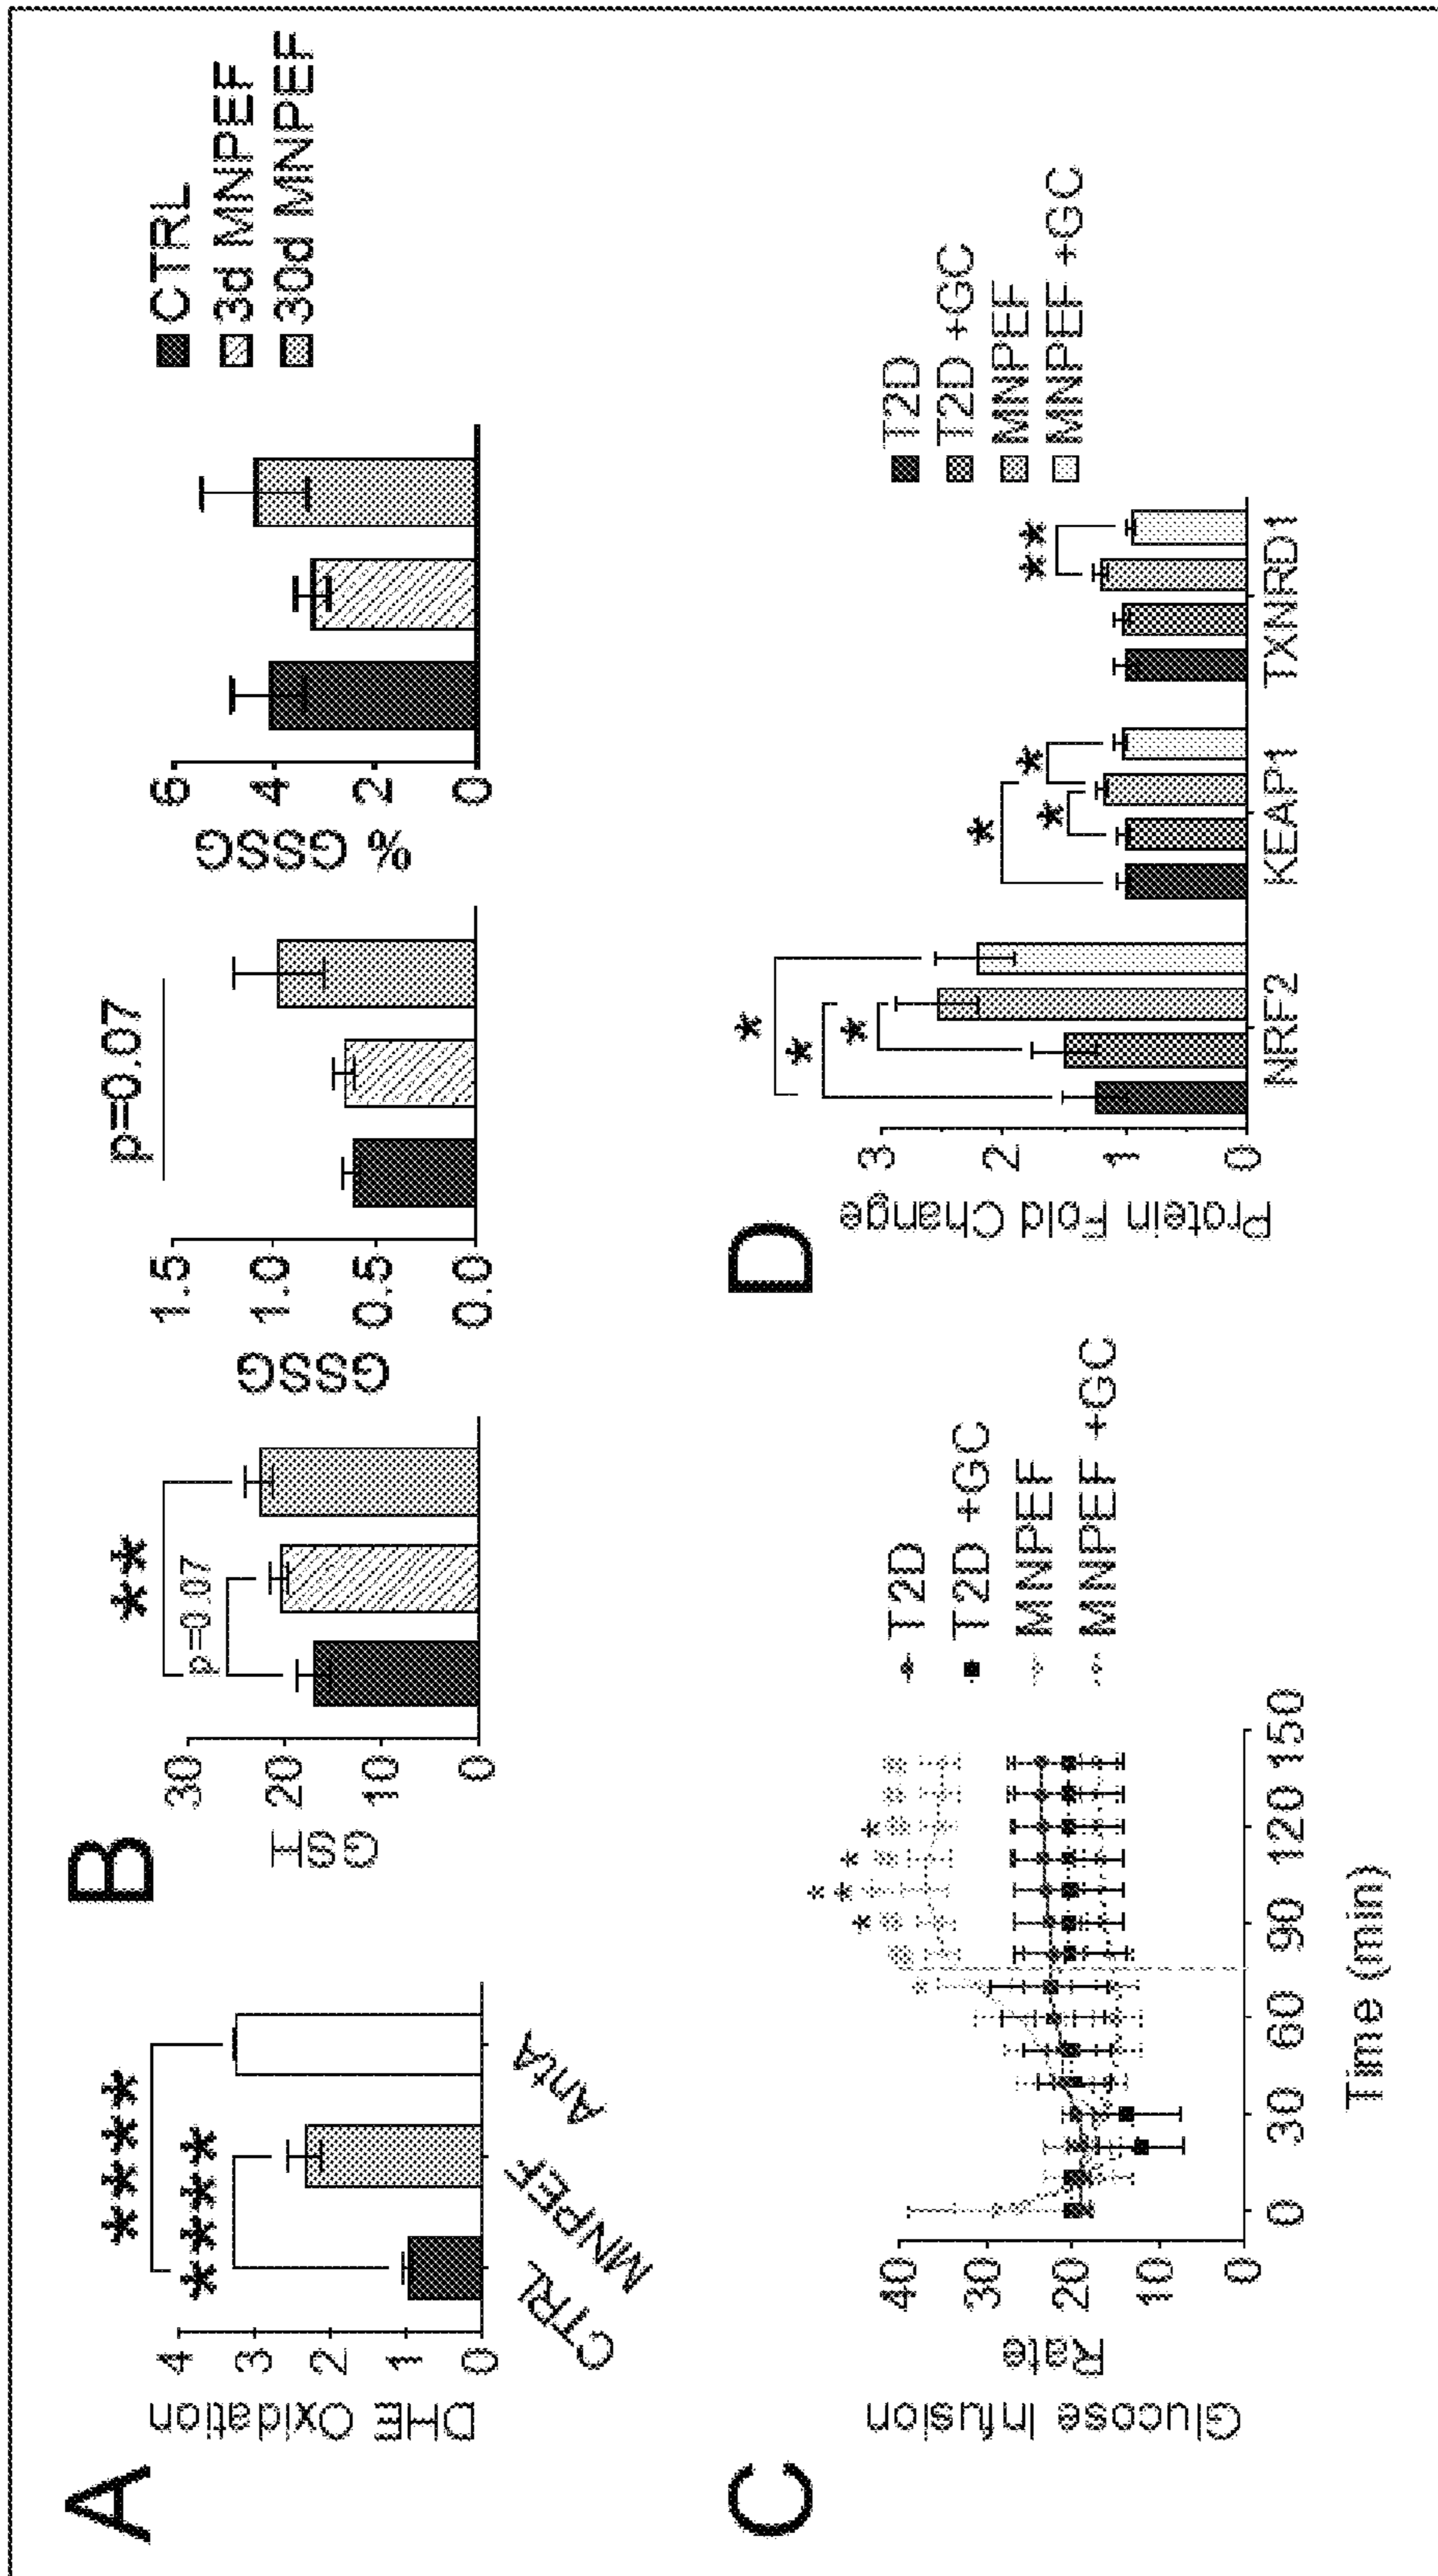 A
DHE Oxidation
4
3
2
1
0
****
****
CTRL
MNPEF
AntA
B
GSH
30
20
10
0
**
p=0.07
GSSG
1.5
1.0
0.5
0.0
p=0.07
% GSSG
6
4
2
0
CTRL
3d MNPEF
30d MNPEF
C
Glucose Infusion
Rate
40
30
20
10
0
*
*
*
*
*
0 30 60 90 120 150
Time (min)
T2D
T2D +GC
MNPEF
MNPEF +GC
D
Protein Fold Change
3
2
1
0
*
*
*
*
*
*
**
NRF2 KEAP1 TXNRD1
T2D
T2D +GC
MNPEF
MNPEF +GC